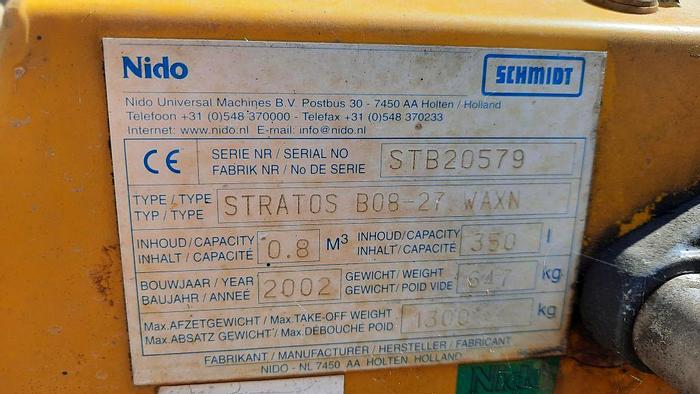 Nido SCHMIDT
Nido Universal Machines B.V. Postbus 30 - 7450 AA Holten / Holland
Telefoon +31 (0)548 370000 - Telefax +31 (0)548 370233
Internet: www.nido.nl E-mail: info@nido.nl
CE SERIE NR / SERIAL NO STB20579
FABRIK NR / No DE SERIE
TYPE / TYPE STRATOS B08-27 WAXN
TYP / TYPE
INHOUD/CAPACITY 0.8 M3 INHOUD/CAPACITY 350 l
INHALT / CAPACITÉ INHALT / CAPACITÉ
BOUWJAAR / YEAR 2002 GEWICHT/ WEIGHT 647 kg
BAUJAHR / ANNEÉ GEWICHT/ POID VIDE
Max.AFZETGEWICHT / Max.TAKE-OFF WEIGHT 1300 kg
Max.ABSATZ GEWICHT / Max.DÉBOUCHE POID
FABRIKANT / MANUFACTURER / HERSTELLER / FABRICANT
NIDO - NL 7450 AA HOLTEN HOLLAND
Nido